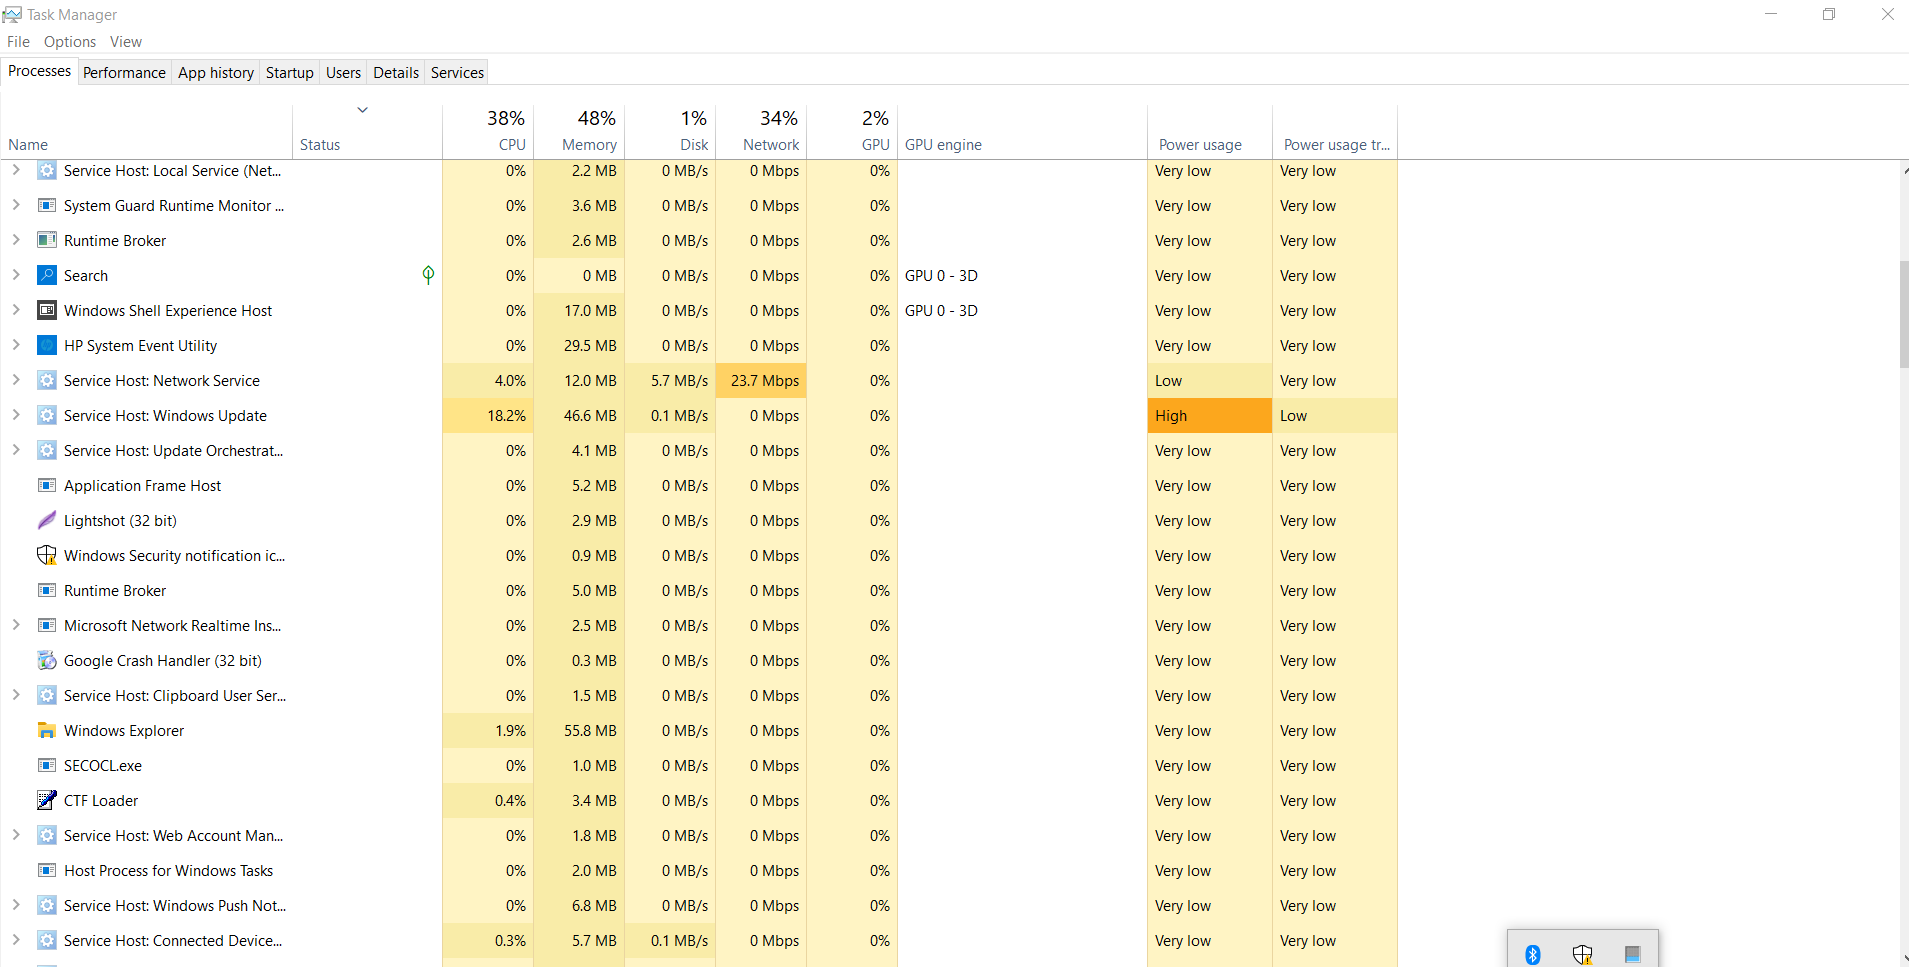 Task Manager
File Options View
Processes Performance App history Startup Users Details Services
38% 48% 1% 34% 2%
Name Status CPU Memory Disk Network GPU GPU engine Power usage Power usage tr...
Service Host: Local Service (Net... 0% 2.2 MB 0 MB/s 0 Mbps 0% Very low Very low
System Guard Runtime Monitor ... 0% 3.6 MB 0 MB/s 0 Mbps 0% Very low Very low
Runtime Broker 0% 2.6 MB 0 MB/s 0 Mbps 0% Very low Very low
Search 0% 0 MB 0 MB/s 0 Mbps 0% GPU 0 - 3D Very low Very low
Windows Shell Experience Host 0% 17.0 MB 0 MB/s 0 Mbps 0% GPU 0 - 3D Very low Very low
HP System Event Utility 0% 29.5 MB 0 MB/s 0 Mbps 0% Very low Very low
Service Host: Network Service 4.0% 12.0 MB 5.7 MB/s 23.7 Mbps 0% Low Very low
Service Host: Windows Update 18.2% 46.6 MB 0.1 MB/s 0 Mbps 0% High Low
Service Host: Update Orchestrat... 0% 4.1 MB 0 MB/s 0 Mbps 0% Very low Very low
Application Frame Host 0% 5.2 MB 0 MB/s 0 Mbps 0% Very low Very low
Lightshot (32 bit) 0% 2.9 MB 0 MB/s 0 Mbps 0% Very low Very low
Windows Security notification ic... 0% 0.9 MB 0 MB/s 0 Mbps 0% Very low Very low
Runtime Broker 0% 5.0 MB 0 MB/s 0 Mbps 0% Very low Very low
Microsoft Network Realtime Ins... 0% 2.5 MB 0 MB/s 0 Mbps 0% Very low Very low
Google Crash Handler (32 bit) 0% 0.3 MB 0 MB/s 0 Mbps 0% Very low Very low
Service Host: Clipboard User Ser... 0% 1.5 MB 0 MB/s 0 Mbps 0% Very low Very low
Windows Explorer 1.9% 55.8 MB 0 MB/s 0 Mbps 0% Very low Very low
SECOCL.exe 0% 1.0 MB 0 MB/s 0 Mbps 0% Very low Very low
CTF Loader 0.4% 3.4 MB 0 MB/s 0 Mbps 0% Very low Very low
Service Host: Web Account Man... 0% 1.8 MB 0 MB/s 0 Mbps 0% Very low Very low
Host Process for Windows Tasks 0% 2.0 MB 0 MB/s 0 Mbps 0% Very low Very low
Service Host: Windows Push Not... 0% 6.8 MB 0 MB/s 0 Mbps 0% Very low Very low
Service Host: Connected Device... 0.3% 5.7 MB 0.1 MB/s 0 Mbps 0% Very low Very low